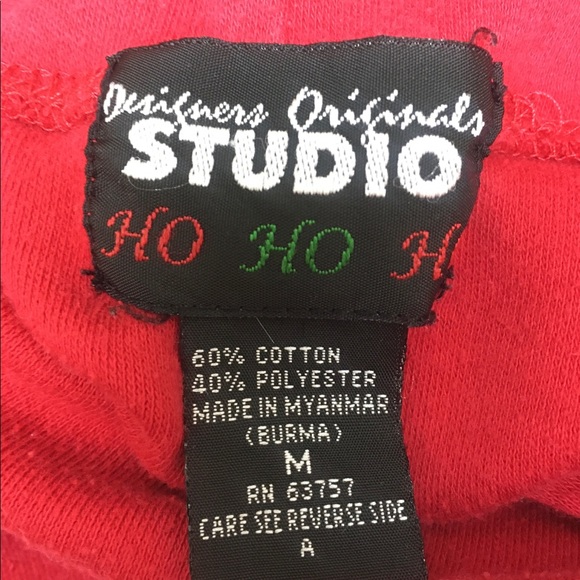 Designers Originals
STUDIO
HO HO H
60% COTTON
40% POLYESTER
MADE IN MYANMAR
(BURMA)
M
RN 63757
CARE SEE REVERSE SIDE
A